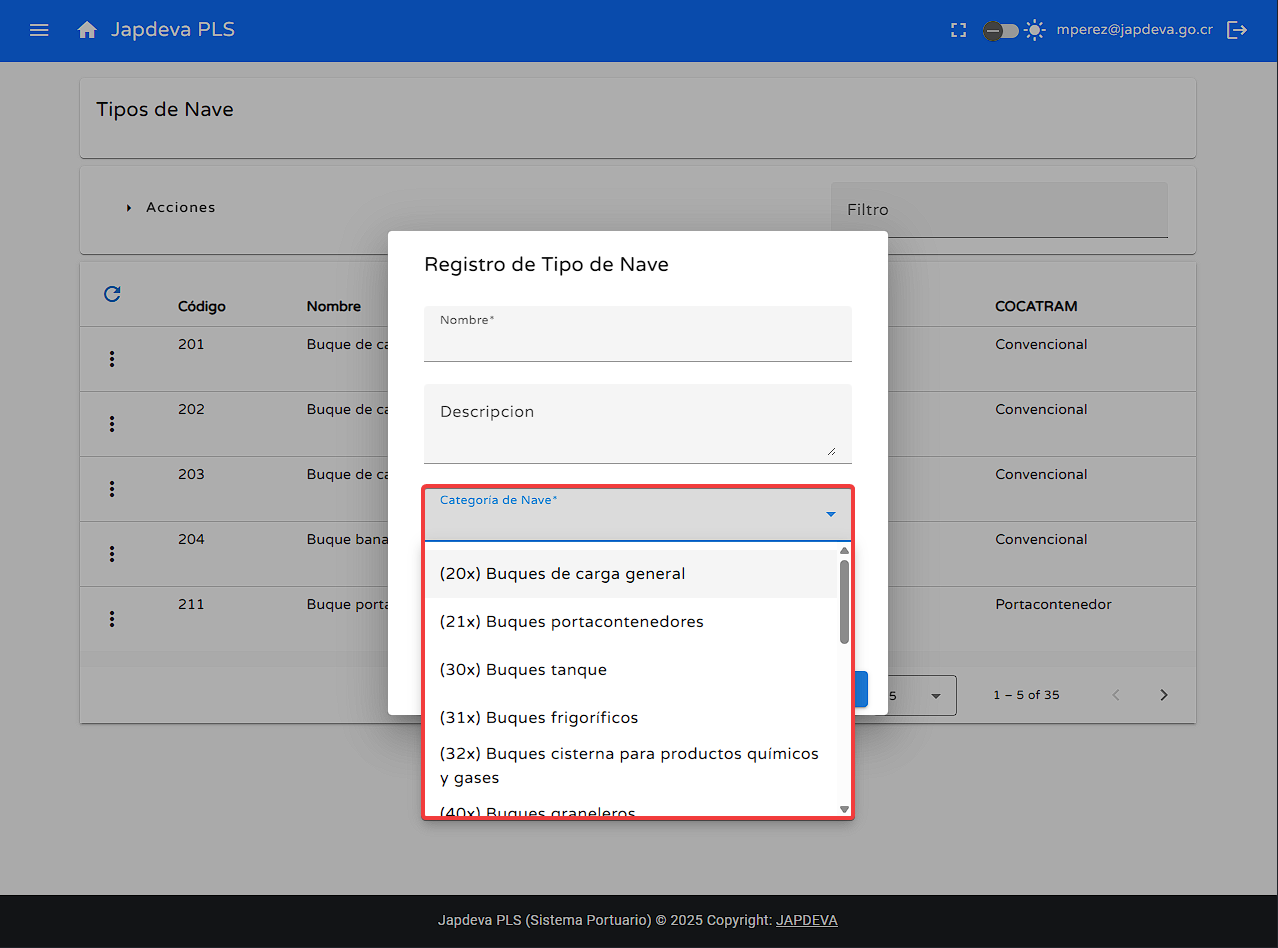 Japdeva PLS
mperez@japdeva.go.cr
Tipos de Nave
Acciones
Filtro
Código Nombre COCATRAM
201 Buque de ca Convencional
202 Buque de ca Convencional
203 Buque de ca Convencional
204 Buque bana Convencional
211 Buque porta Portacontenedor
5 1 – 5 of 35
Registro de Tipo de Nave
Nombre*
Descripcion
Categoría de Nave*
(20x) Buques de carga general
(21x) Buques portacontenedores
(30x) Buques tanque
(31x) Buques frigoríficos
(32x) Buques cisterna para productos químicos
y gases
(40x) Buques graneleros
Japdeva PLS (Sistema Portuario) © 2025 Copyright: JAPDEVA